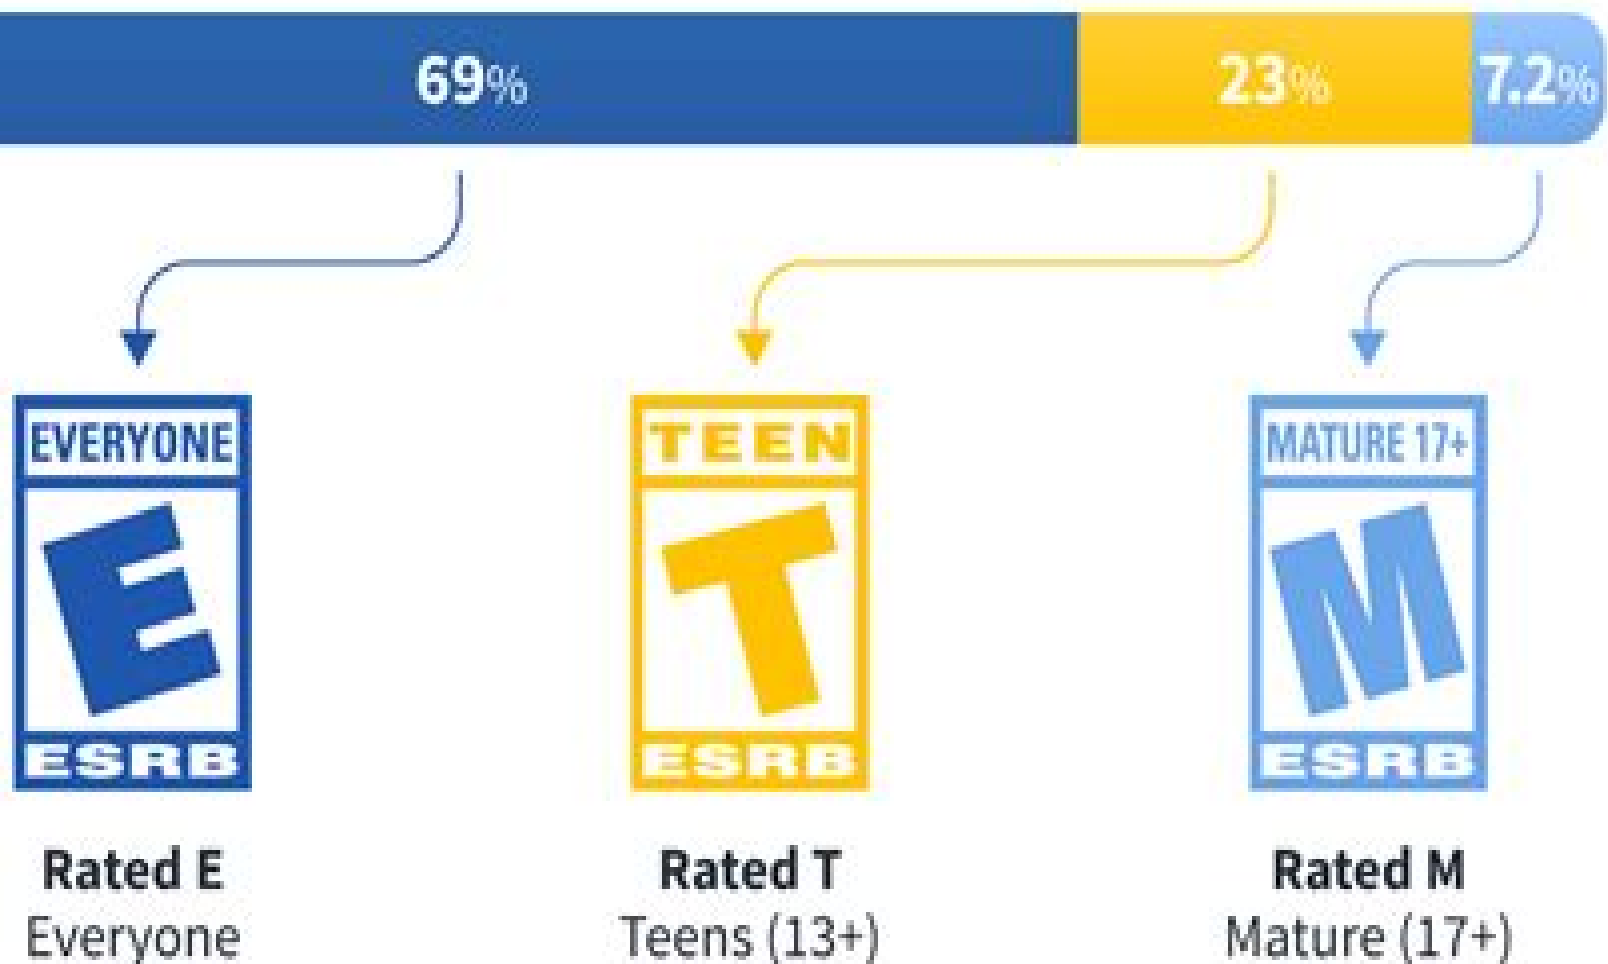 69% 23% 7.2%
EVERYONE TEEN MATURE 17+
E T M
ESRB ESRB ESRB
Rated E Rated T Rated M
Everyone Teens (13+) Mature (17+)